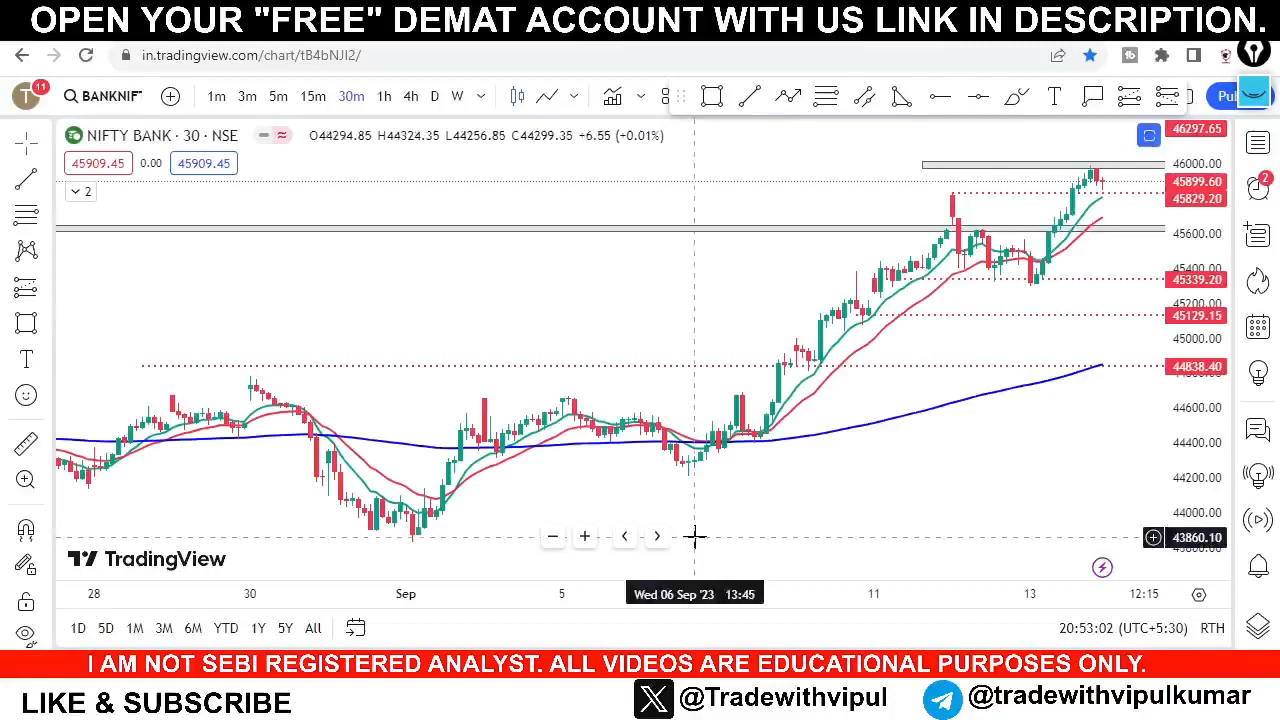 OPEN YOUR "FREE" DEMAT ACCOUNT WITH US LINK IN DESCRIPTION.
in.tradingview.com/chart/tB4bNJI2/
T 11 BANKNIF 1m 3m 5m 15m 30m 1h 4h D W T Pu
NIFTY BANK · 30 · NSE O44294.85 H44324.35 L44256.85 C44299.35 +6.55 (+0.01%)
45909.45 0.00 45909.45
2
46297.65
46000.00
45899.60
45829.20
45600.00
45400.00
45339.20
45200.00
45129.15
45000.00
44838.40
44600.00
44400.00
44200.00
44000.00
43860.10
TradingView
28 30 Sep 5 Wed 06 Sep '23 13:45 11 13 12:15
1D 5D 1M 3M 6M YTD 1Y 5Y All 20:53:02 (UTC+5:30) RTH
2
T
I AM NOT SEBI REGISTERED ANALYST. ALL VIDEOS ARE EDUCATIONAL PURPOSES ONLY.
LIKE & SUBSCRIBE @Tradewithvipul @tradewithvipulkumar